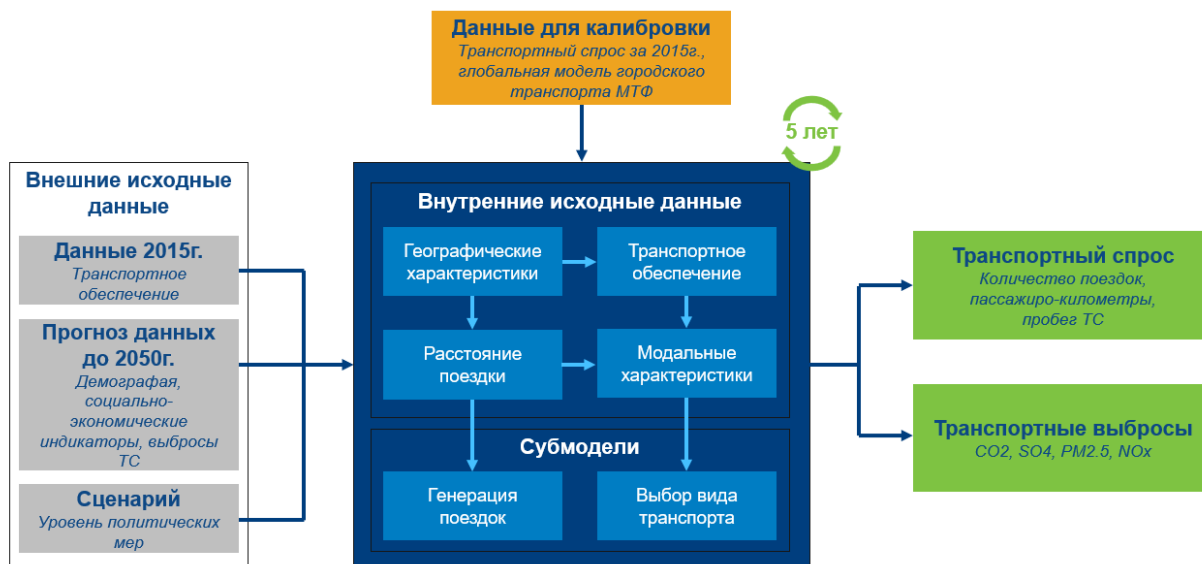 Данные для калибровки
Транспортный спрос за 2015г.,
глобальная модель городского
транспорта МТФ
5 лет
Внешние исходные
данные
Данные 2015г.
Транспортное
обеспечение
Прогноз данных
до 2050г.
Демографая,
социально-
экономические
индикаторы, выбросы
ТС
Сценарий
Уровень политических
мер
Внутренние исходные данные
Географические
характеристики
Транспортное
обеспечение
Расстояние
поездки
Модальные
характеристики
Субмодели
Генерация
поездок
Выбор вида
транспорта
Транспортный спрос
Количество поездок,
пассажиро-километры,
пробег ТС
Транспортные выбросы
CO2, SO4, PM2.5, NOx